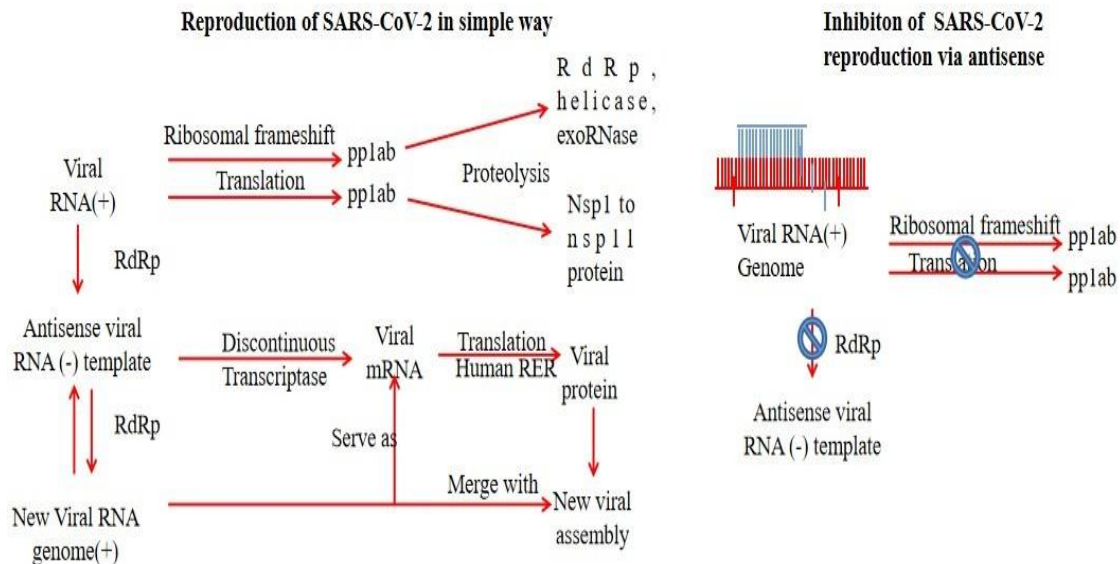 Reproduction of SARS-CoV-2 in simple way
Viral
RNA(+)
Ribosomal frameshift
Translation
pp1ab
pp1ab
Proteolysis
R d R p ,
helicase,
exoRNase
Nsp1 to
nsp11
protein
RdRp
Antisense viral
RNA (-) template
Discontinuous
Transcriptase
Viral
mRNA
Translation
Human RER
Viral
protein
RdRp
Serve as
New Viral RNA
genome(+)
Merge with
New viral
assembly
Inhibiton of SARS-CoV-2
reproduction via antisense
Viral RNA(+)
Genome
Ribosomal frameshift
Translation
pp1ab
pp1ab
RdRp
Antisense viral
RNA (-) template